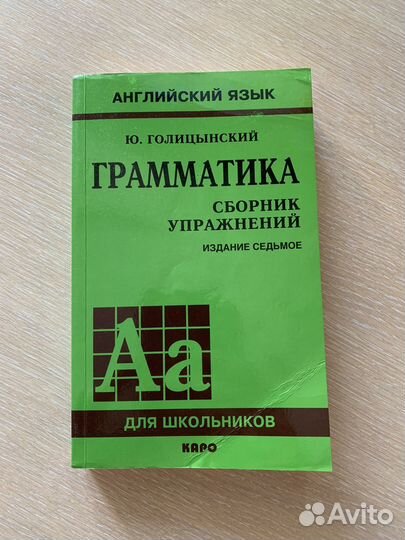 АНГЛИЙСКИЙ ЯЗЫК
Ю. ГОЛИЦЫНСКИЙ
ГРАММАТИКА
СБОРНИК
УПРАЖНЕНИЙ
ИЗДАНИЕ СЕДЬМОЕ
Aa
ДЛЯ ШКОЛЬНИКОВ
КАРО
Avito